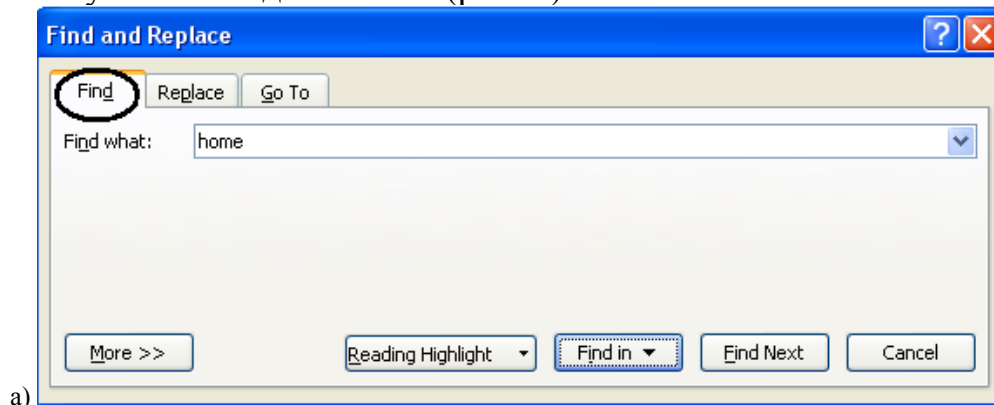 Find and Replace
Find Replace Go To
Find what: home
More >> Reading Highlight Find in Find Next Cancel
a)